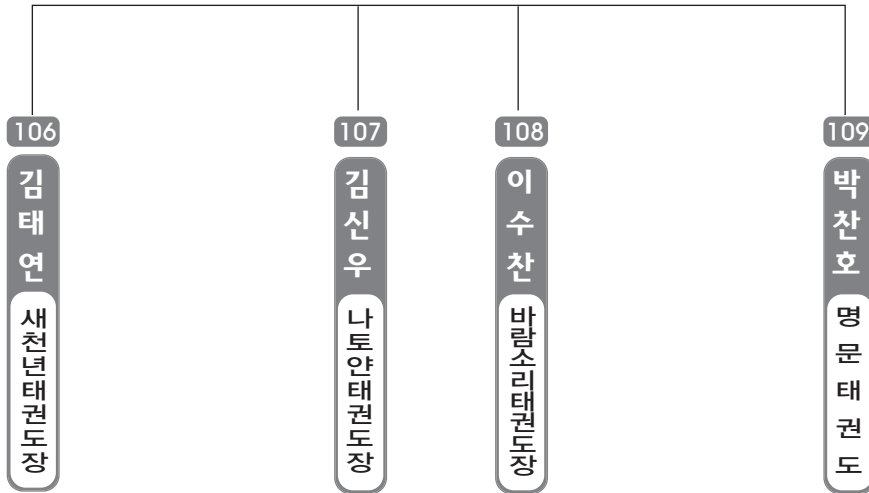 106
김태연
새천년태권도장
107
김신우
나토얀태권도장
108
이수찬
바람소리태권도장
109
박찬호
명문태권도